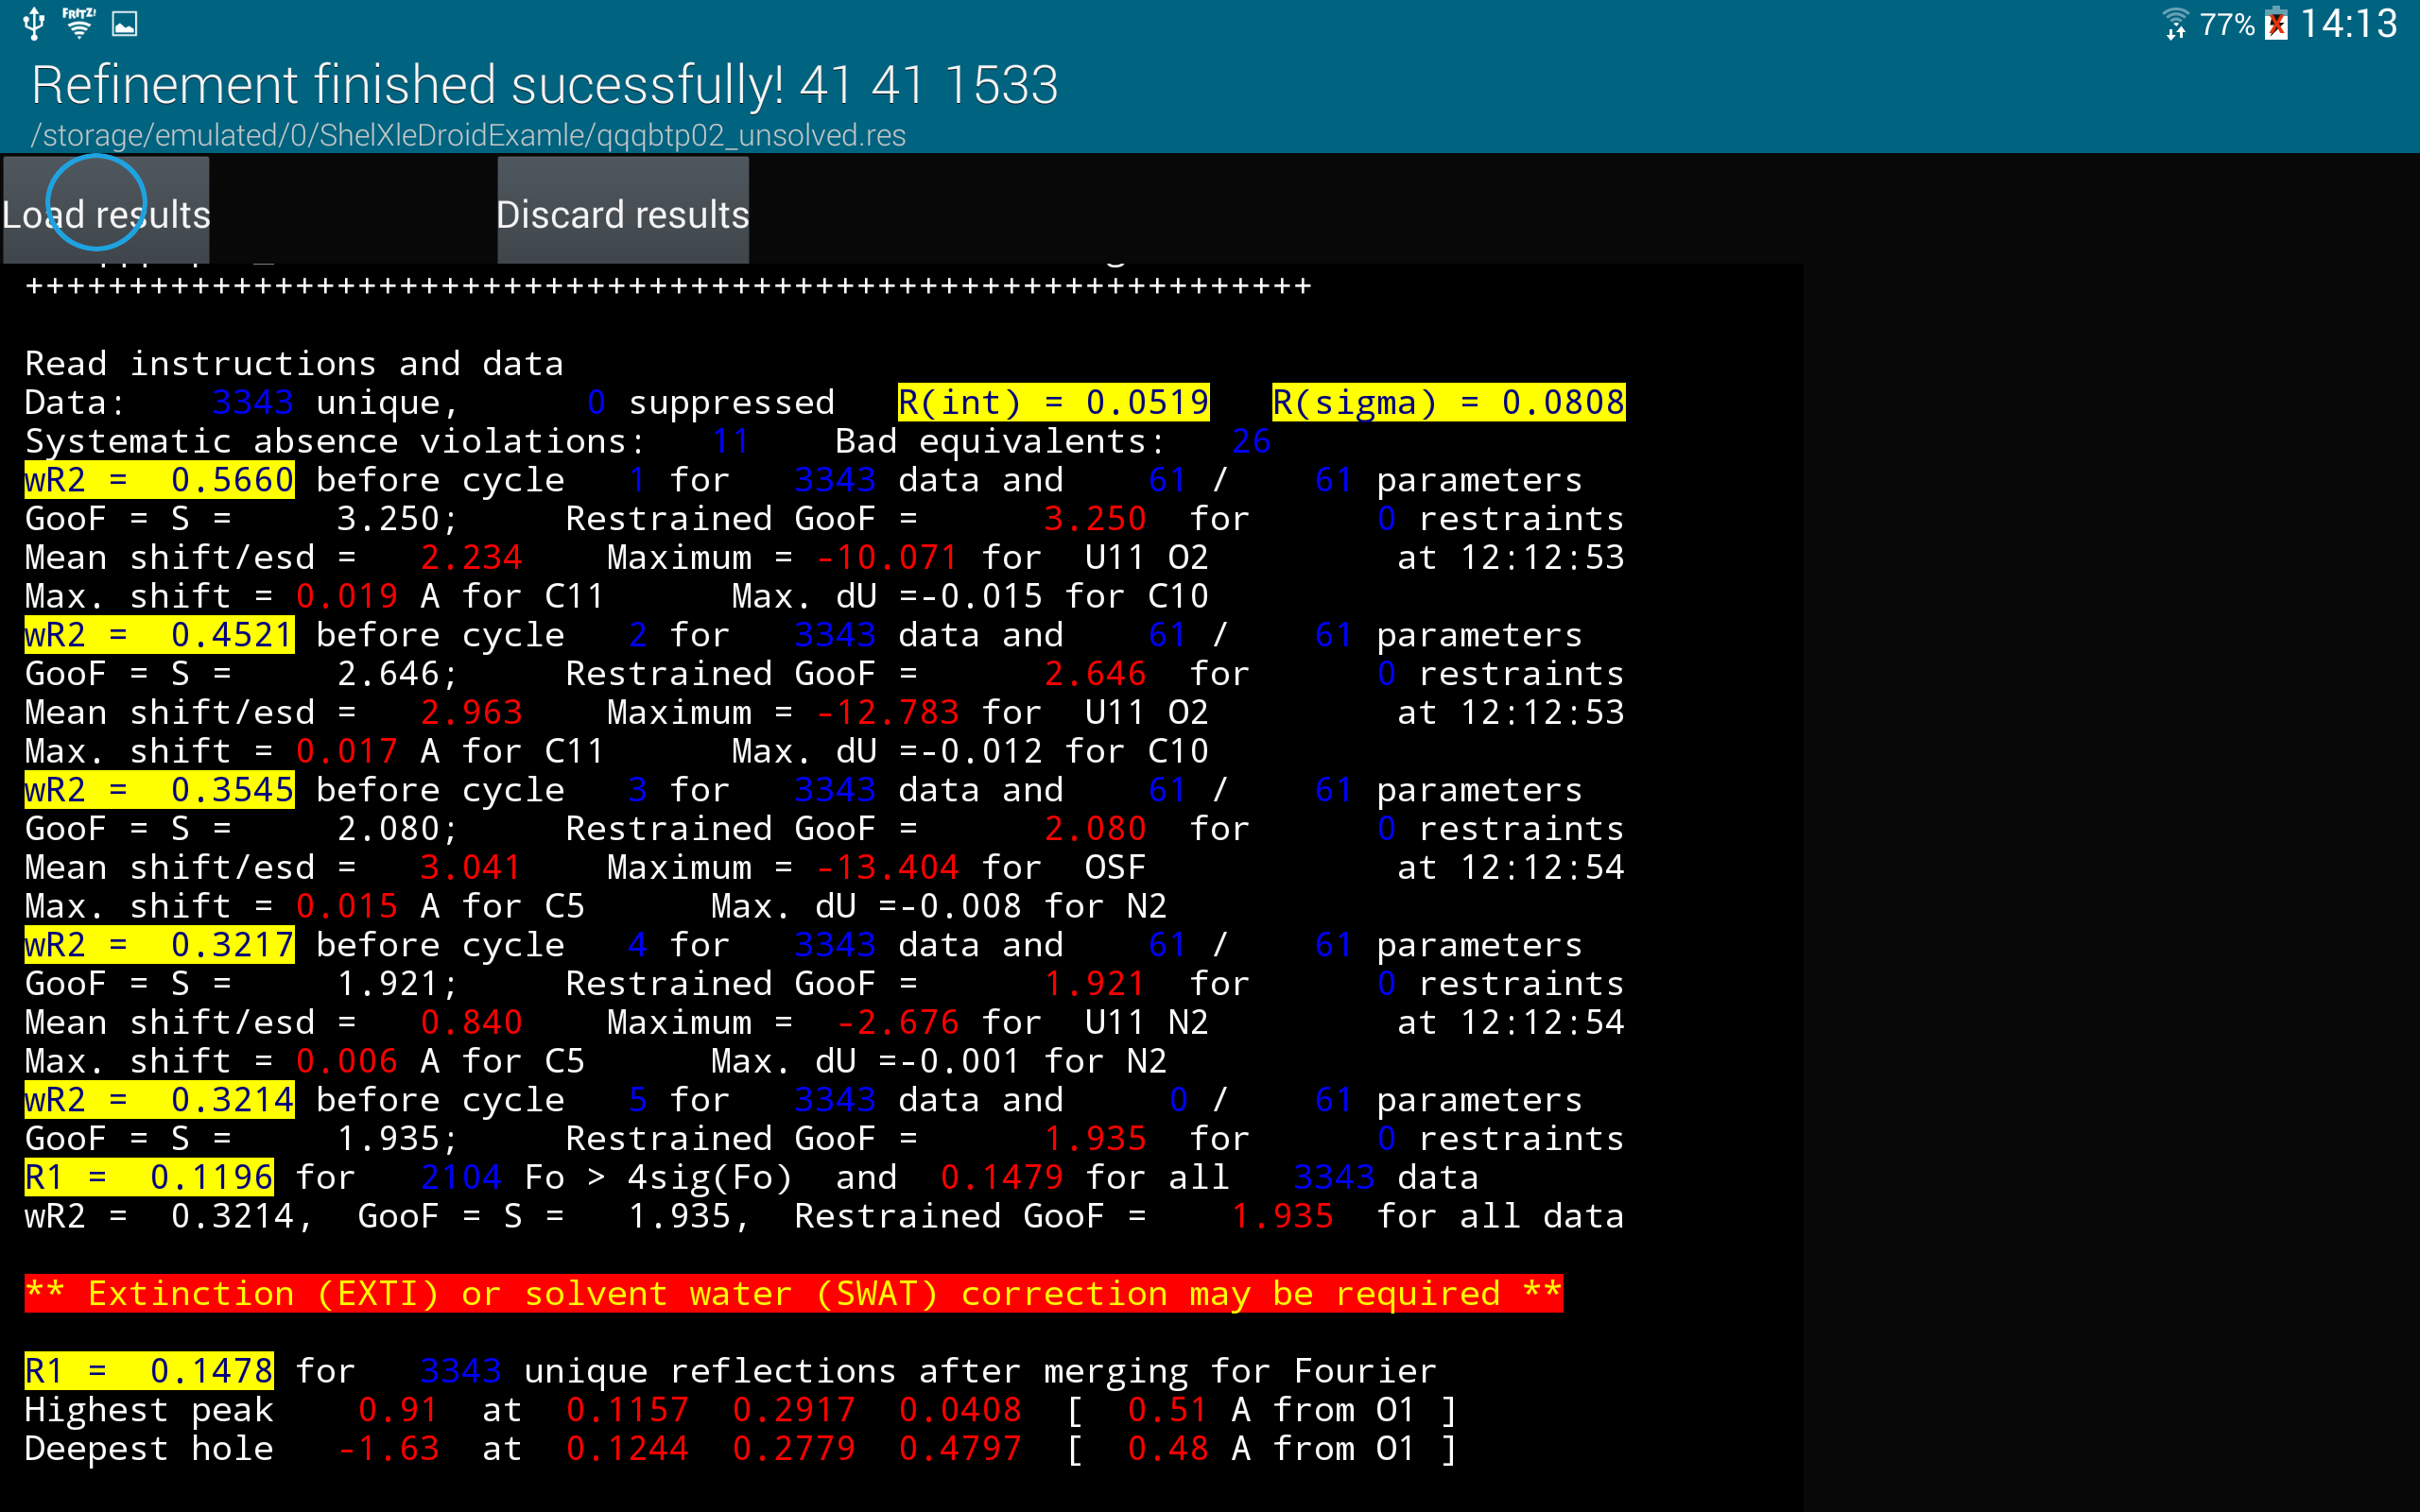 FRITZ!
77% 14:13
Refinement finished sucessfully! 41 41 1533
/storage/emulated/0/ShelXleDroidExamle/qqqbtp02_unsolved.res
Load results Discard results
+++++++++++++++++++++++++++++++++++++++++++++++++++++++++++++++
Read instructions and data
Data: 3343 unique, 0 suppressed R(int) = 0.0519 R(sigma) = 0.0808
Systematic absence violations: 11 Bad equivalents: 26
wR2 = 0.5660 before cycle 1 for 3343 data and 61 / 61 parameters
GooF = S = 3.250; Restrained GooF = 3.250 for 0 restraints
Mean shift/esd = 2.234 Maximum = -10.071 for U11 O2 at 12:12:53
Max. shift = 0.019 A for C11 Max. dU =-0.015 for C10
wR2 = 0.4521 before cycle 2 for 3343 data and 61 / 61 parameters
GooF = S = 2.646; Restrained GooF = 2.646 for 0 restraints
Mean shift/esd = 2.963 Maximum = -12.783 for U11 O2 at 12:12:53
Max. shift = 0.017 A for C11 Max. dU =-0.012 for C10
wR2 = 0.3545 before cycle 3 for 3343 data and 61 / 61 parameters
GooF = S = 2.080; Restrained GooF = 2.080 for 0 restraints
Mean shift/esd = 3.041 Maximum = -13.404 for OSF at 12:12:54
Max. shift = 0.015 A for C5 Max. dU =-0.008 for N2
wR2 = 0.3217 before cycle 4 for 3343 data and 61 / 61 parameters
GooF = S = 1.921; Restrained GooF = 1.921 for 0 restraints
Mean shift/esd = 0.840 Maximum = -2.676 for U11 N2 at 12:12:54
Max. shift = 0.006 A for C5 Max. dU =-0.001 for N2
wR2 = 0.3214 before cycle 5 for 3343 data and 0 / 61 parameters
GooF = S = 1.935; Restrained GooF = 1.935 for 0 restraints
R1 = 0.1196 for 2104 Fo > 4sig(Fo) and 0.1479 for all 3343 data
wR2 = 0.3214, GooF = S = 1.935, Restrained GooF = 1.935 for all data
** Extinction (EXTI) or solvent water (SWAT) correction may be required **
R1 = 0.1478 for 3343 unique reflections after merging for Fourier
Highest peak 0.91 at 0.1157 0.2917 0.0408 [ 0.51 A from O1 ]
Deepest hole -1.63 at 0.1244 0.2779 0.4797 [ 0.48 A from O1 ]